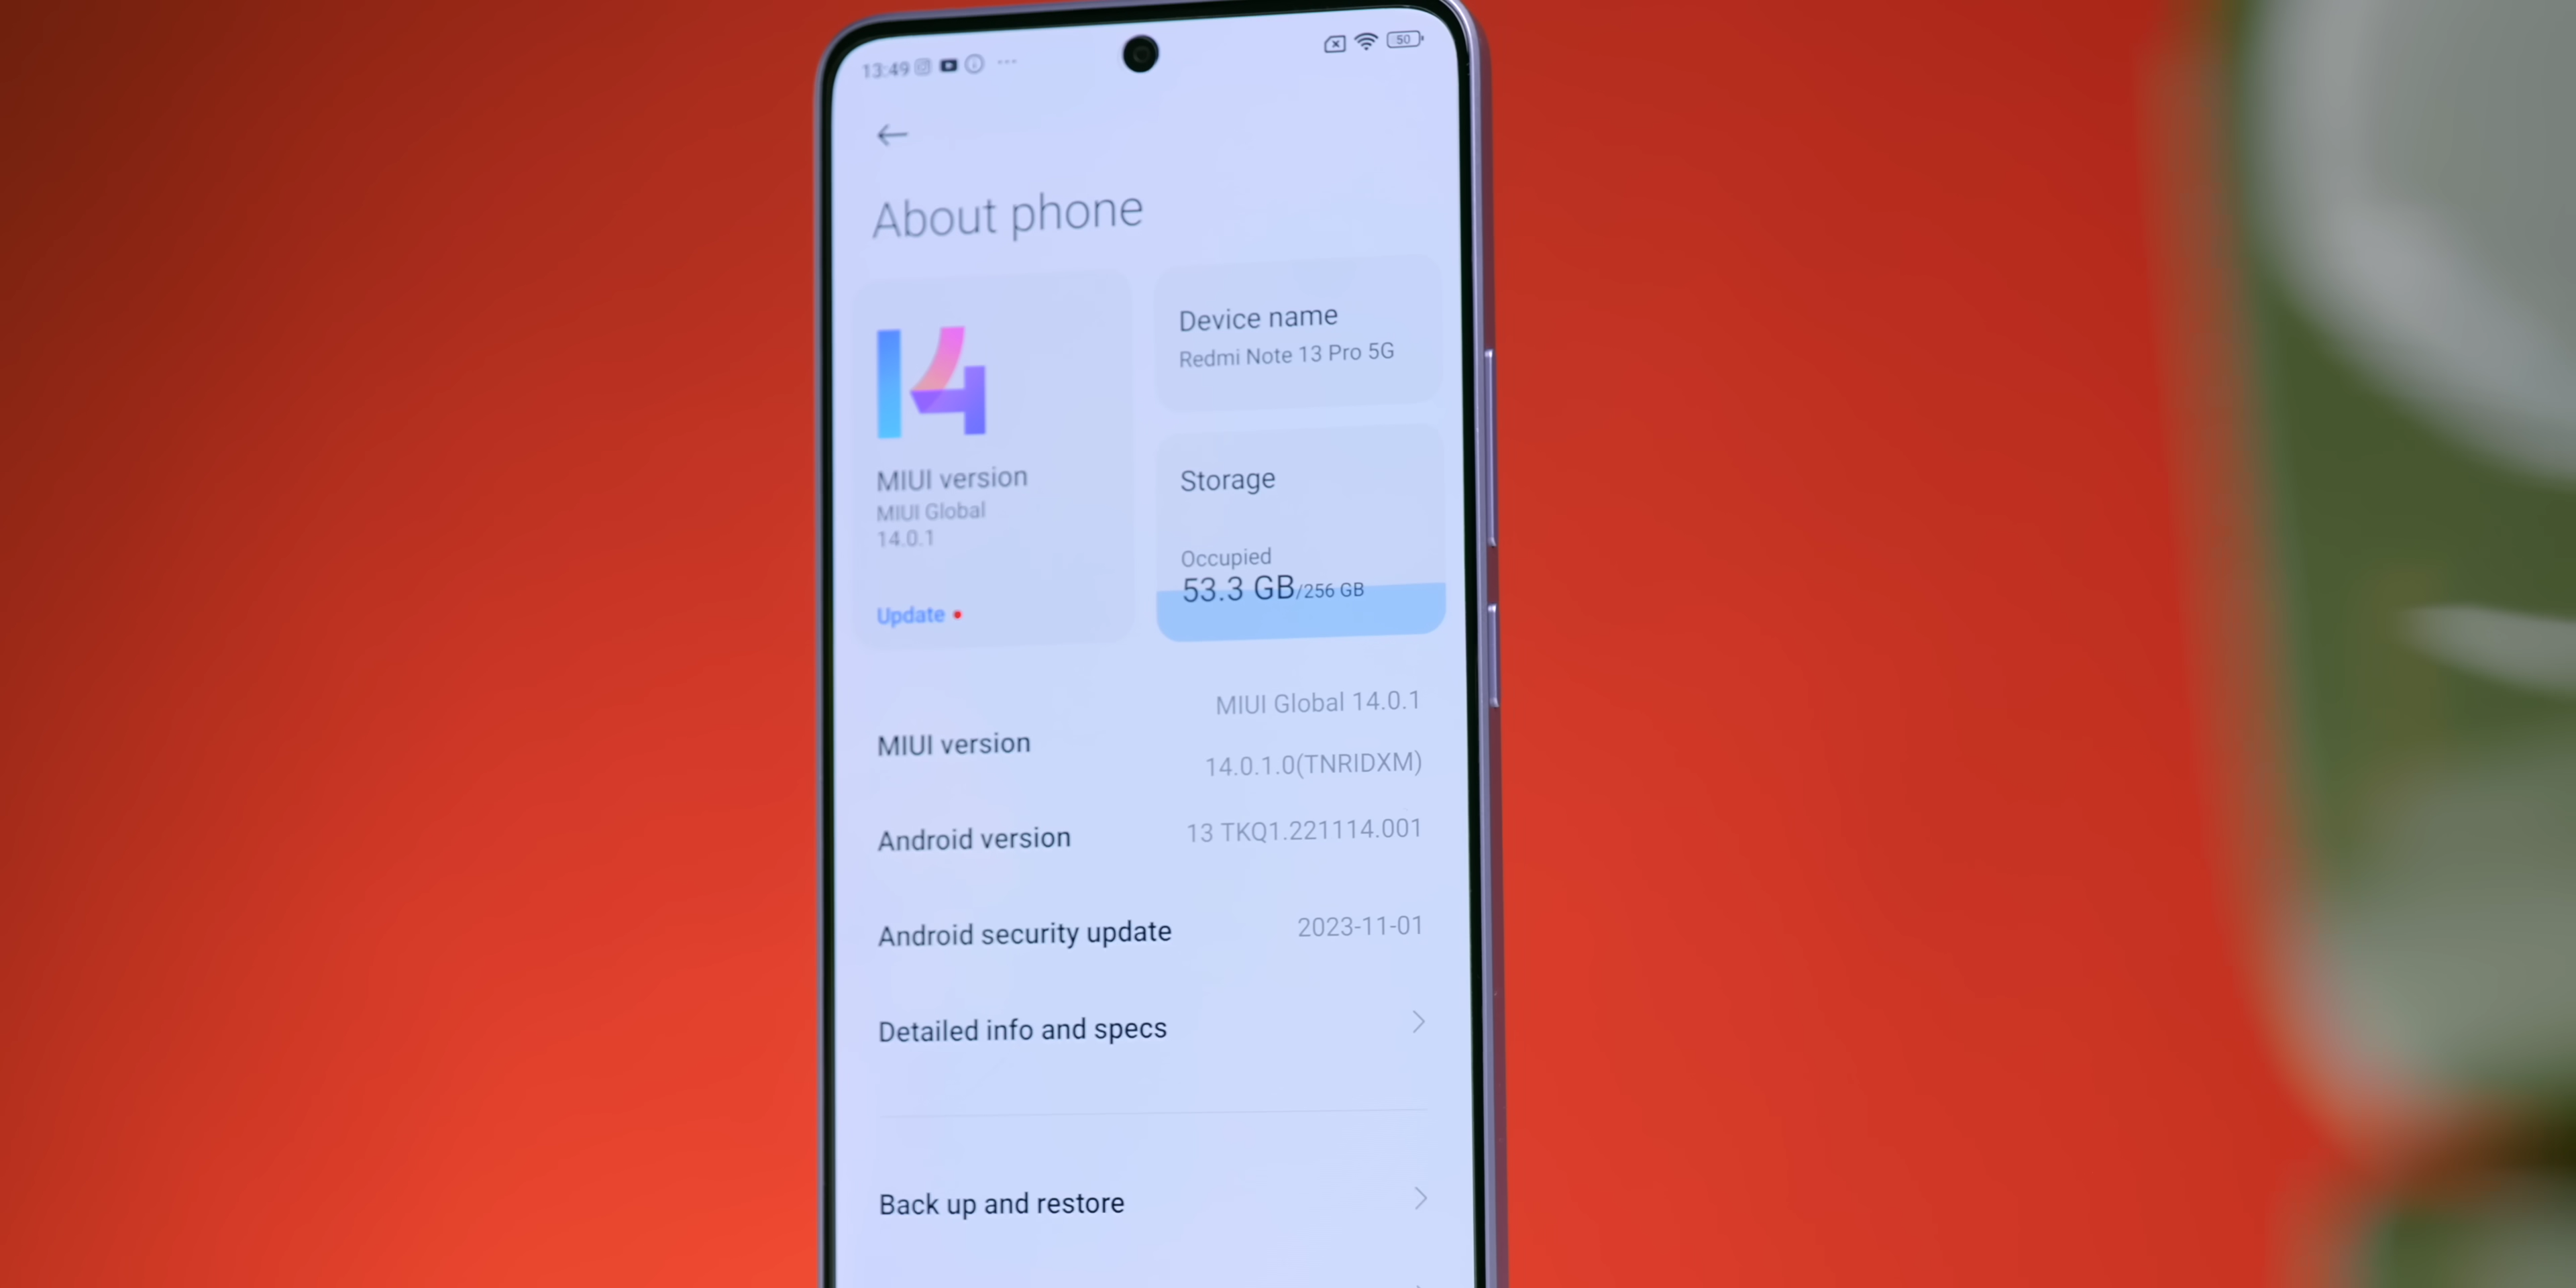 13:49
50
About phone
14
MIUI version
MIUI Global
14.0.1
Update
Device name
Redmi Note 13 Pro 5G
Storage
Occupied
53.3 GB/256 GB
MIUI version
MIUI Global 14.0.1
14.0.1.0(TNRIDXM)
Android version
13 TKQ1.221114.001
Android security update
2023-11-01
Detailed info and specs
Back up and restore